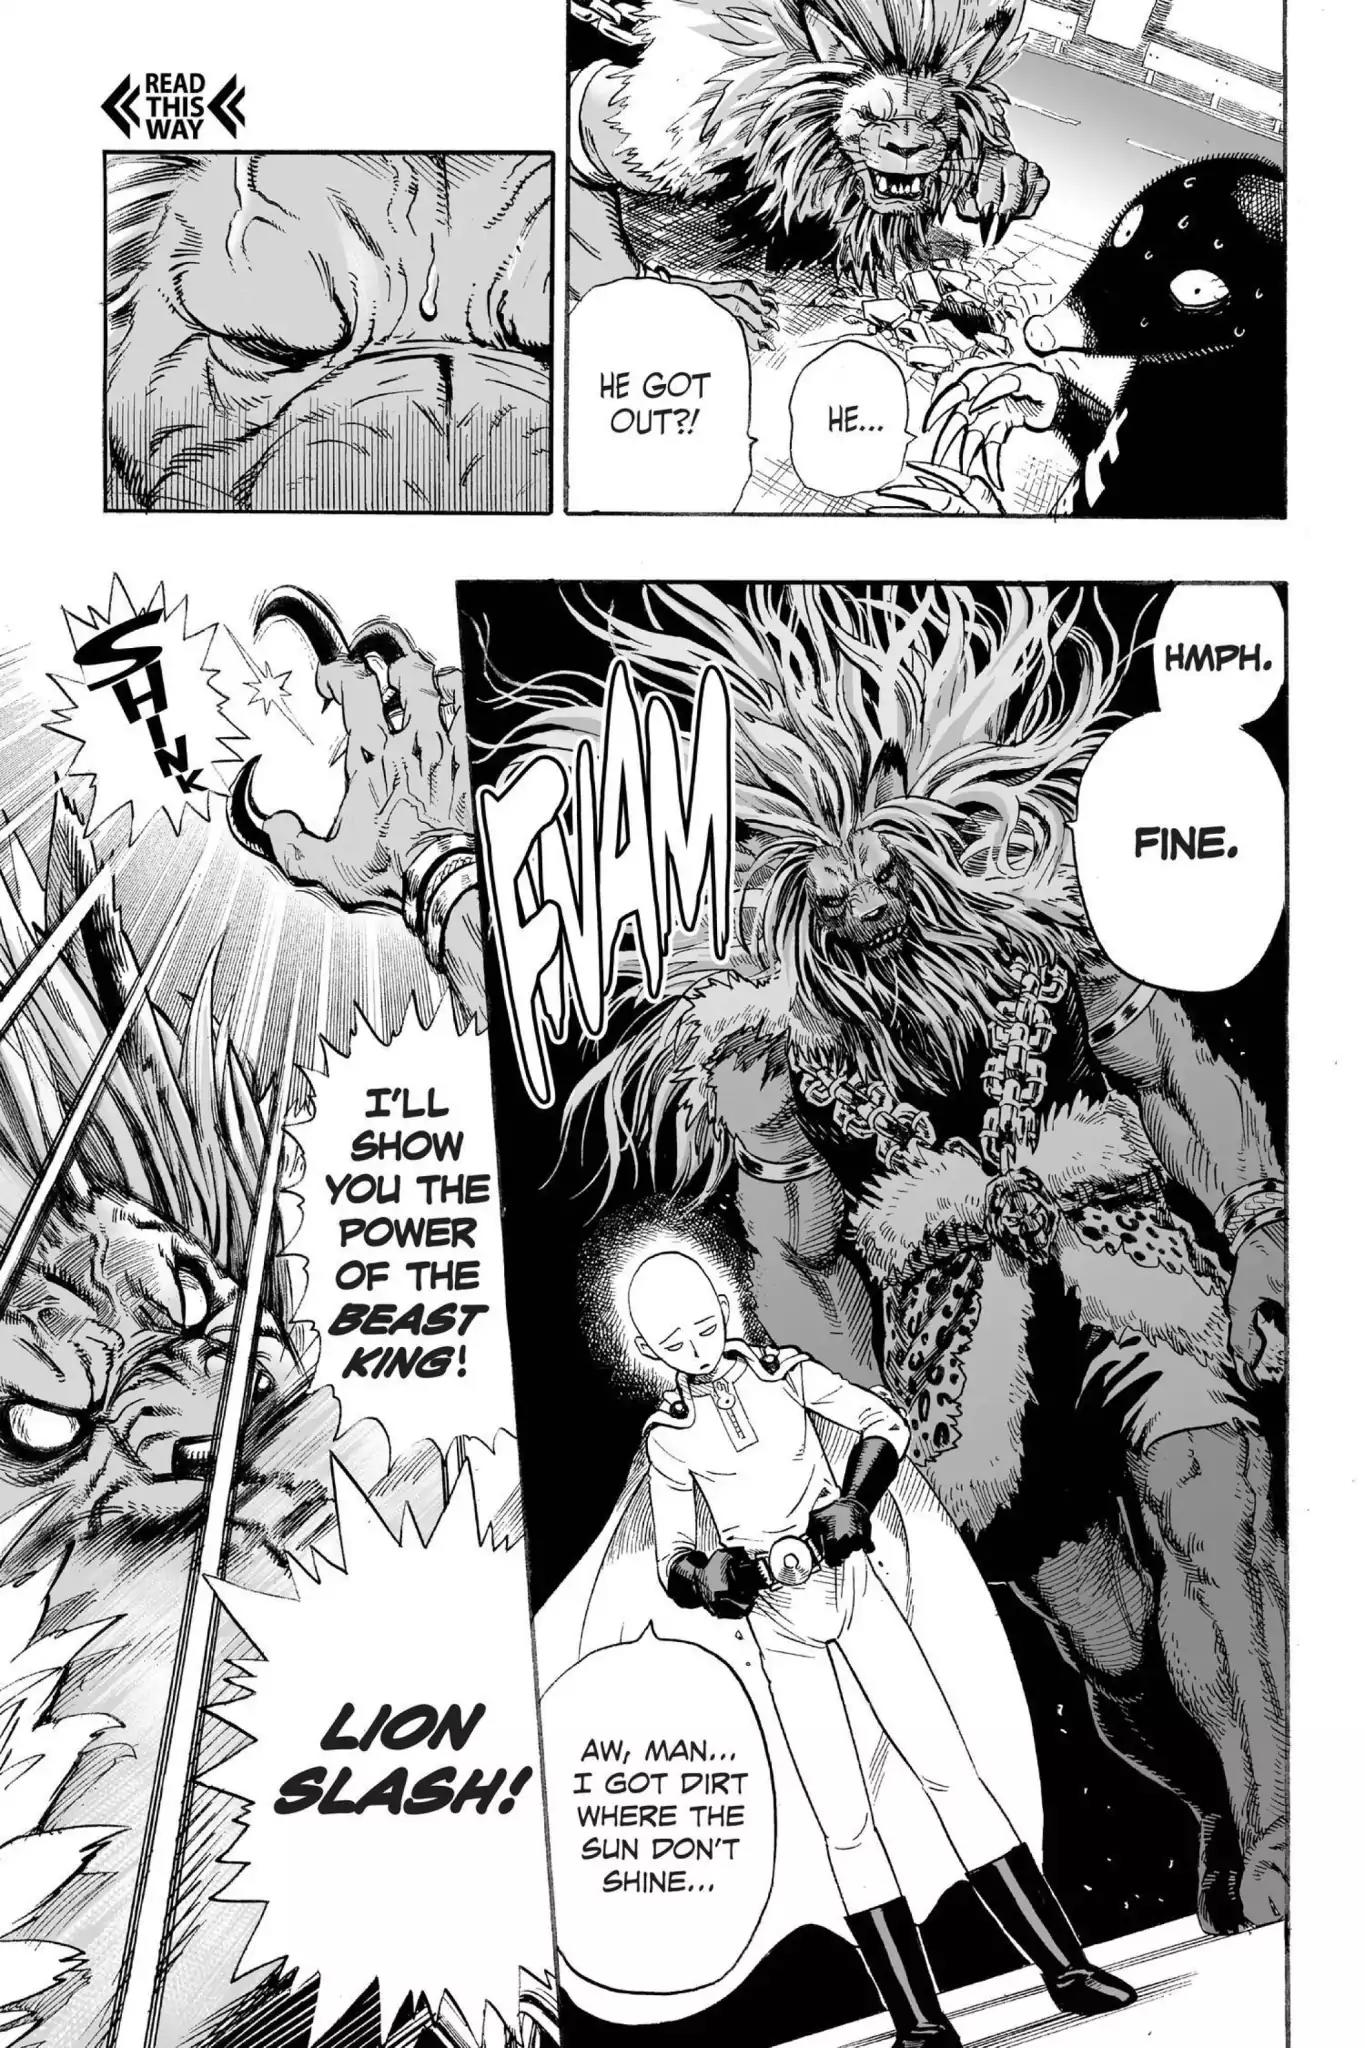 READ
THIS
WAY
HE...
HE GOT
OUT?!
HMPH.
FINE.
FWAM
AW, MAN...
I GOT DIRT
WHERE THE
SUN DON'T
SHINE...
SHINK
I'LL
SHOW
YOU THE
POWER
OF THE
BEAST
KING!
LION
SLASH!